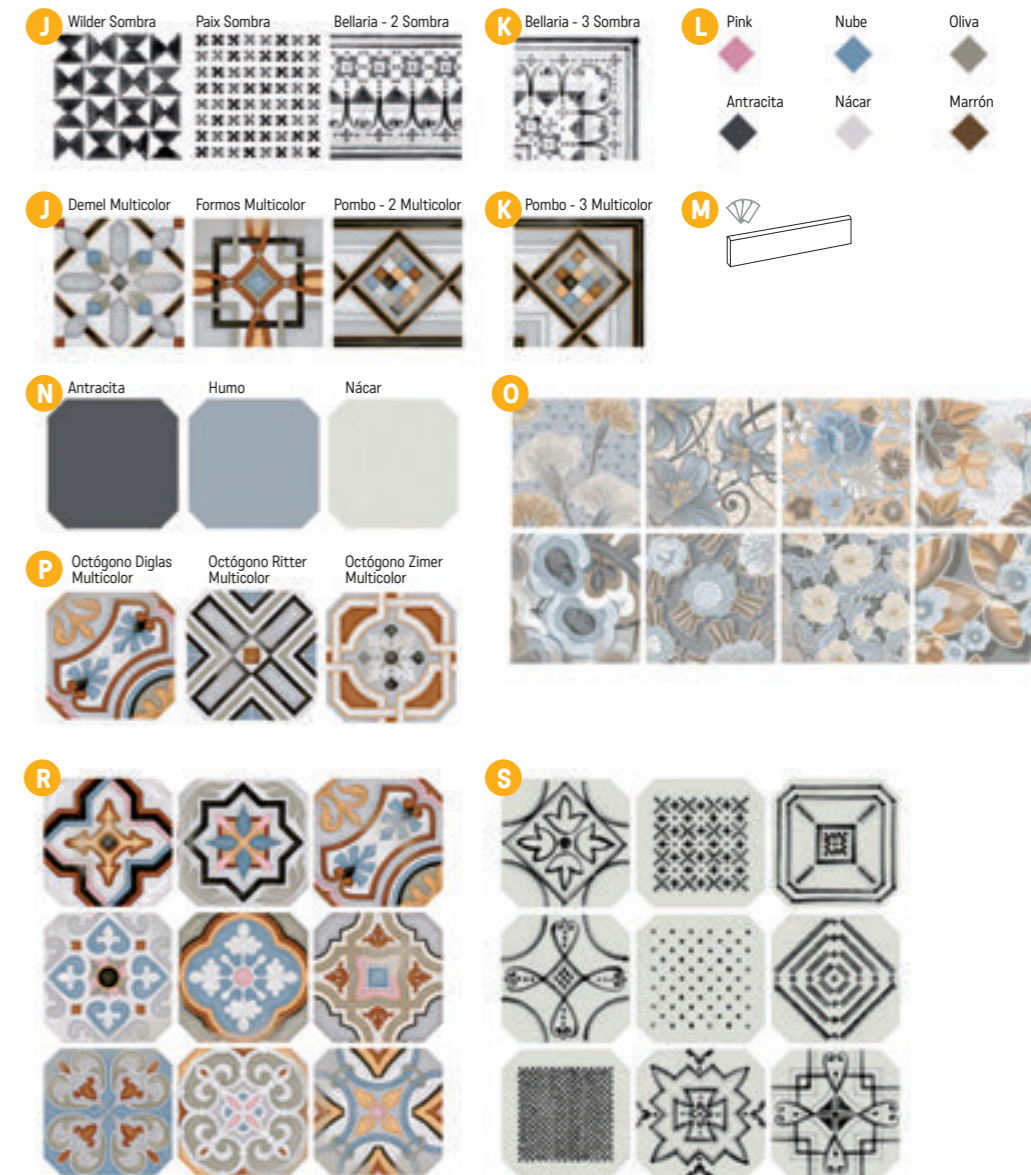 J Wilder Sombra Paix Sombra Bellaria - 2 Sombra
K Bellaria - 3 Sombra
L Pink Nube Oliva
Antracita Nácar Marrón
J Demel Multicolor Formos Multicolor Pombo - 2 Multicolor
K Pombo - 3 Multicolor
M
N Antracita Humo Nácar
O
P Octógono Diglas Octógono Ritter Octógono Zimer
Multicolor Multicolor Multicolor
R
S